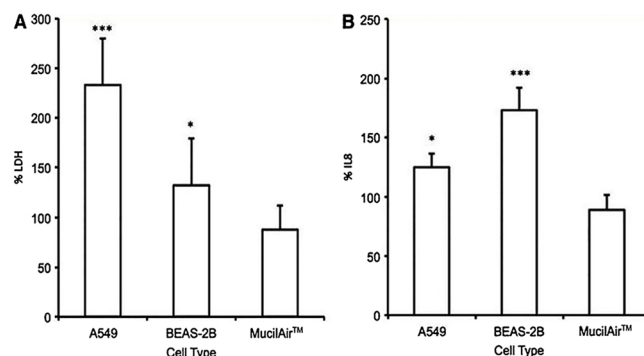 A
300
250
200
150
100
50
0
% LDH
***
*
A549 BEAS-2B MucilAir™
Cell Type
B
250
200
150
100
50
0
% IL8
*
***
A549 BEAS-2B MucilAir™
Cell Type